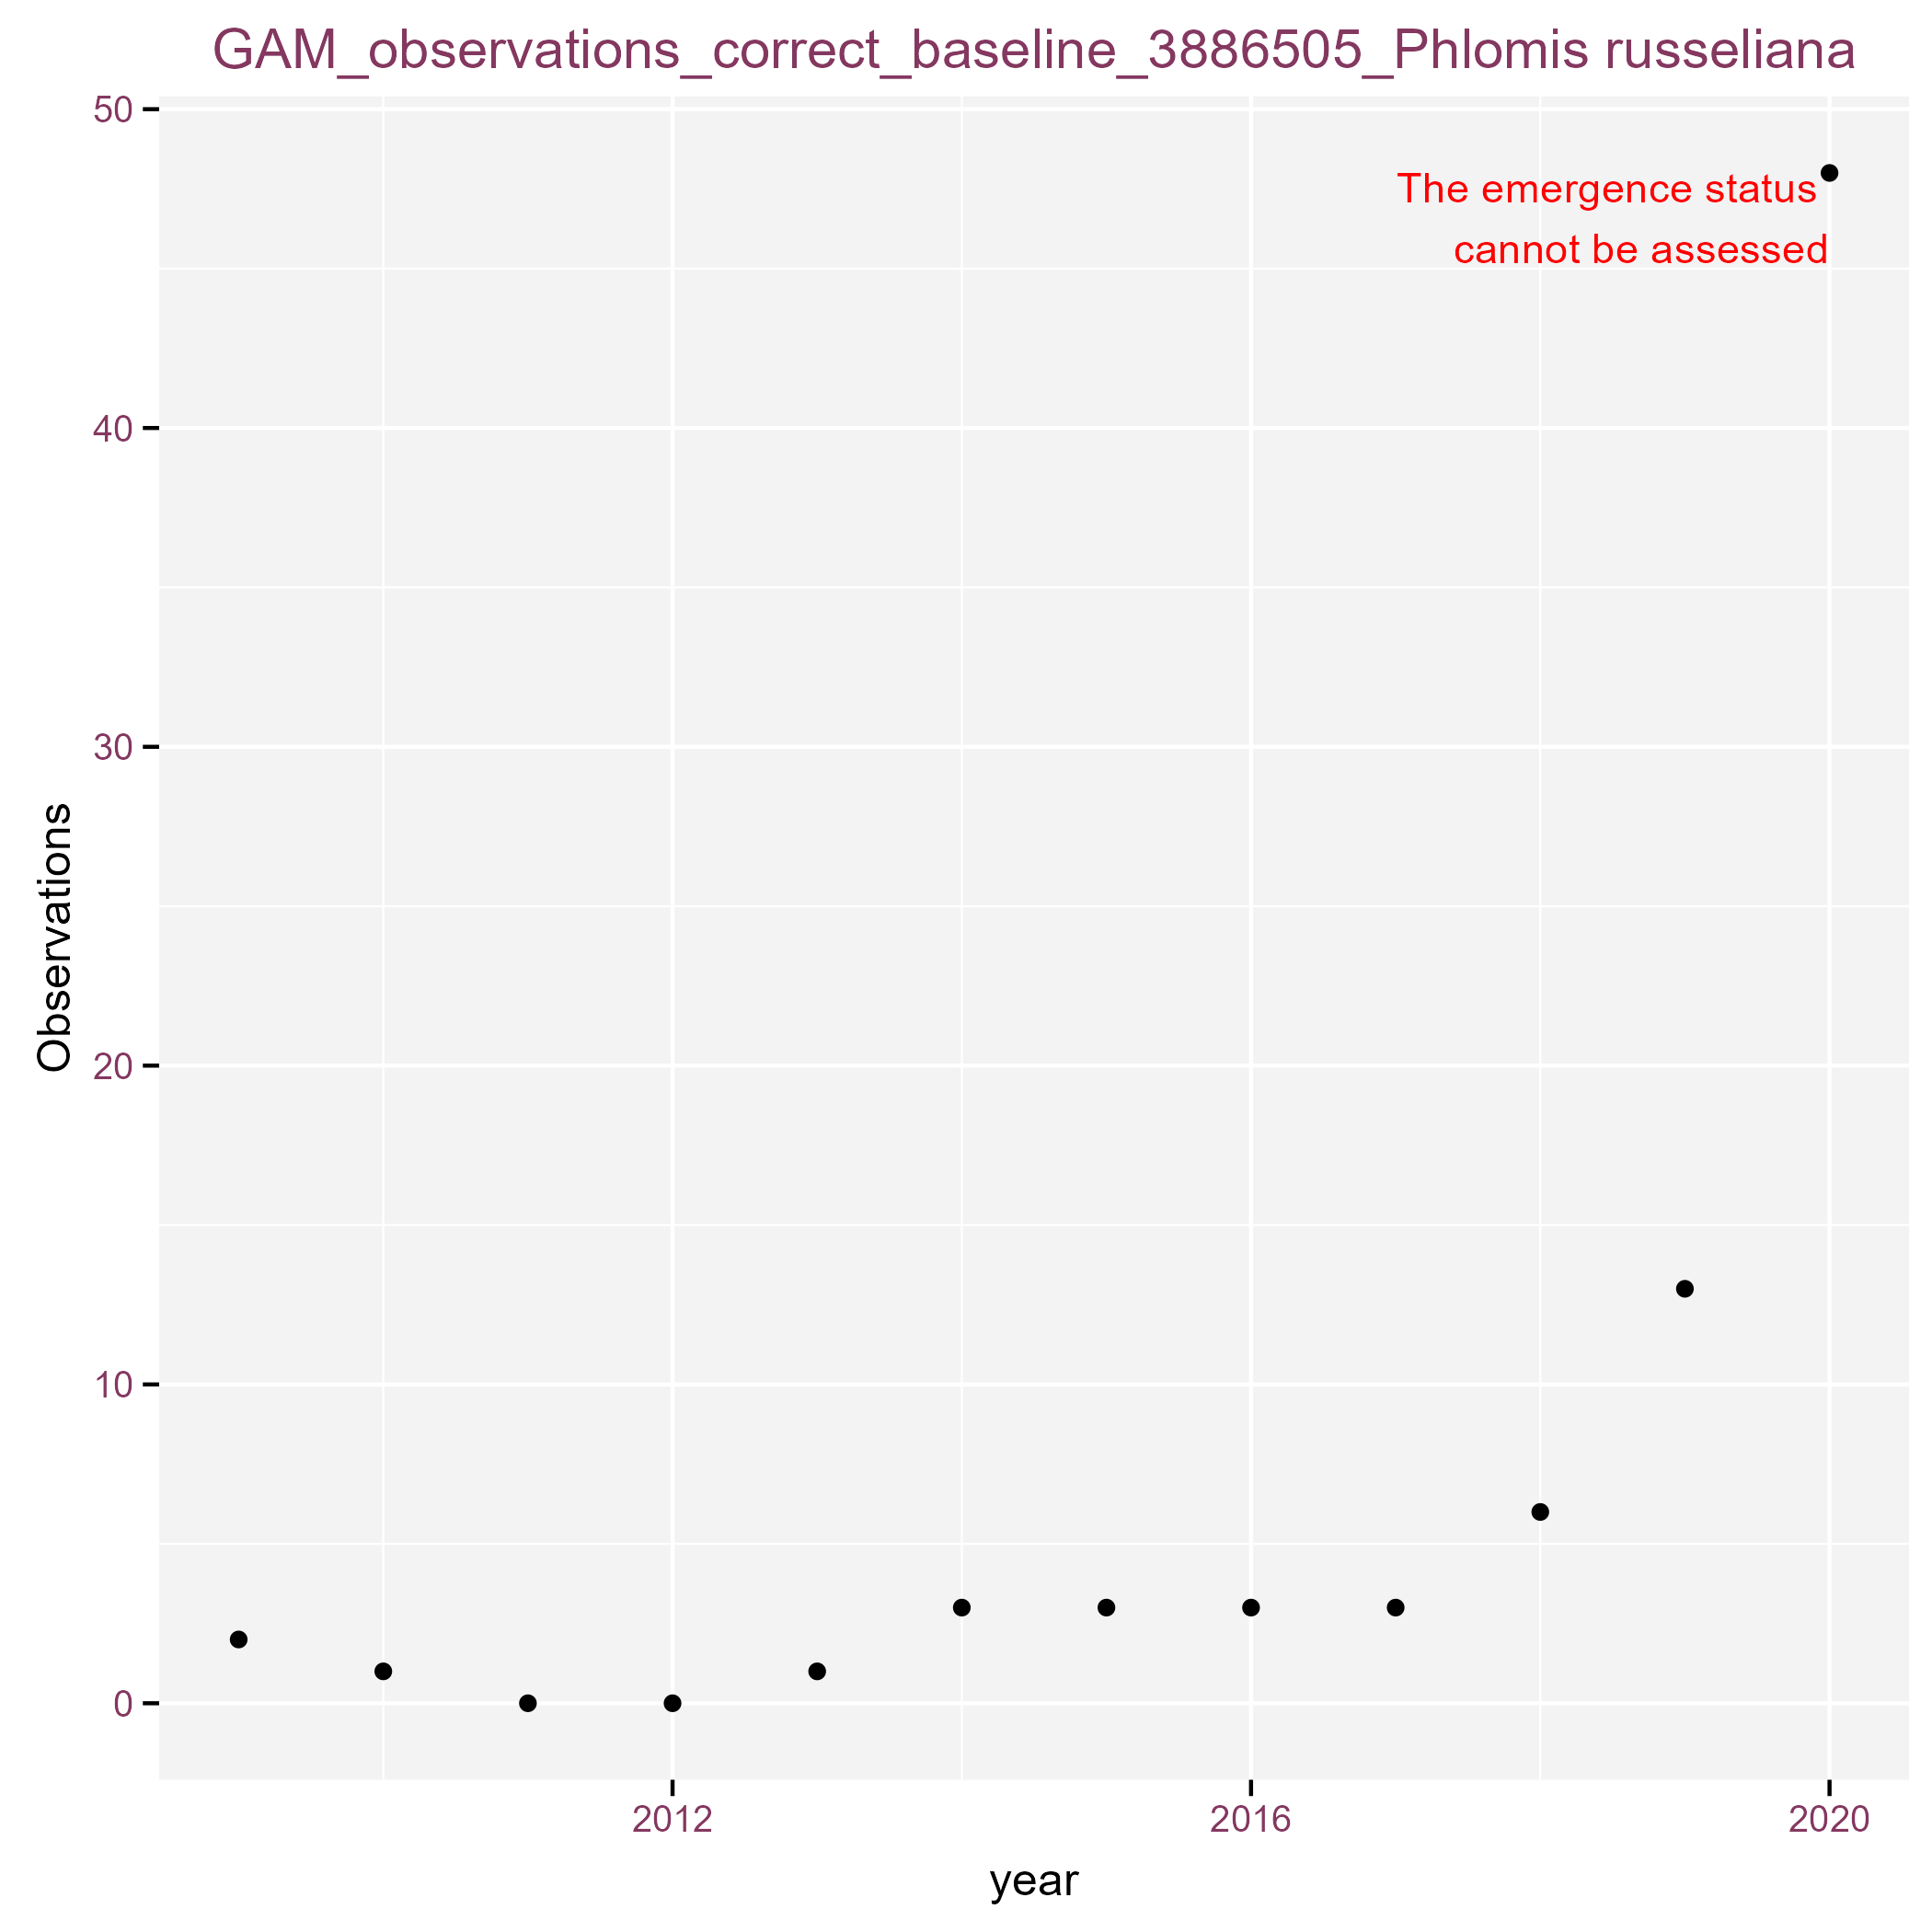 GAM_observations_correct_baseline_3886505_Phlomis russeliana
50
The emergence status
cannot be assessed
40
30
Observations
20
10
0
2012 2016 2020
year